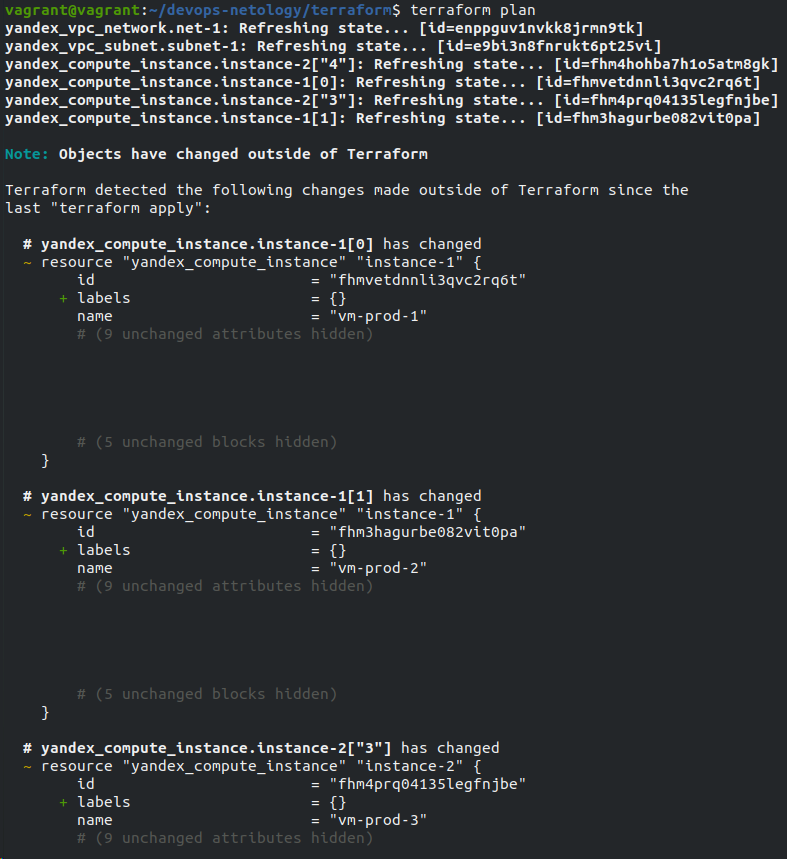 vagrant@vagrant:~/devops-netology/terraform$ terraform plan
yandex_vpc_network.net-1: Refreshing state... [id=enppguv1nvkk8jrmn9tk]
yandex_vpc_subnet.subnet-1: Refreshing state... [id=e9bi3n8fnrukt6pt25vi]
yandex_compute_instance.instance-2["4"]: Refreshing state... [id=fhm4hohba7h1o5atm8gk]
yandex_compute_instance.instance-1[0]: Refreshing state... [id=fhmvetdnnli3qvc2rq6t]
yandex_compute_instance.instance-2["3"]: Refreshing state... [id=fhm4prq04135legfnjbe]
yandex_compute_instance.instance-1[1]: Refreshing state... [id=fhm3hagurbe082vit0pa]

Note: Objects have changed outside of Terraform

Terraform detected the following changes made outside of Terraform since the
last "terraform apply":

  # yandex_compute_instance.instance-1[0] has changed
  ~ resource "yandex_compute_instance" "instance-1" {
        id                        = "fhmvetdnnli3qvc2rq6t"
      + labels                    = {}
        name                      = "vm-prod-1"
        # (9 unchanged attributes hidden)

        # (5 unchanged blocks hidden)
    }

  # yandex_compute_instance.instance-1[1] has changed
  ~ resource "yandex_compute_instance" "instance-1" {
        id                        = "fhm3hagurbe082vit0pa"
      + labels                    = {}
        name                      = "vm-prod-2"
        # (9 unchanged attributes hidden)

        # (5 unchanged blocks hidden)
    }

  # yandex_compute_instance.instance-2["3"] has changed
  ~ resource "yandex_compute_instance" "instance-2" {
        id                        = "fhm4prq04135legfnjbe"
      + labels                    = {}
        name                      = "vm-prod-3"
        # (9 unchanged attributes hidden)